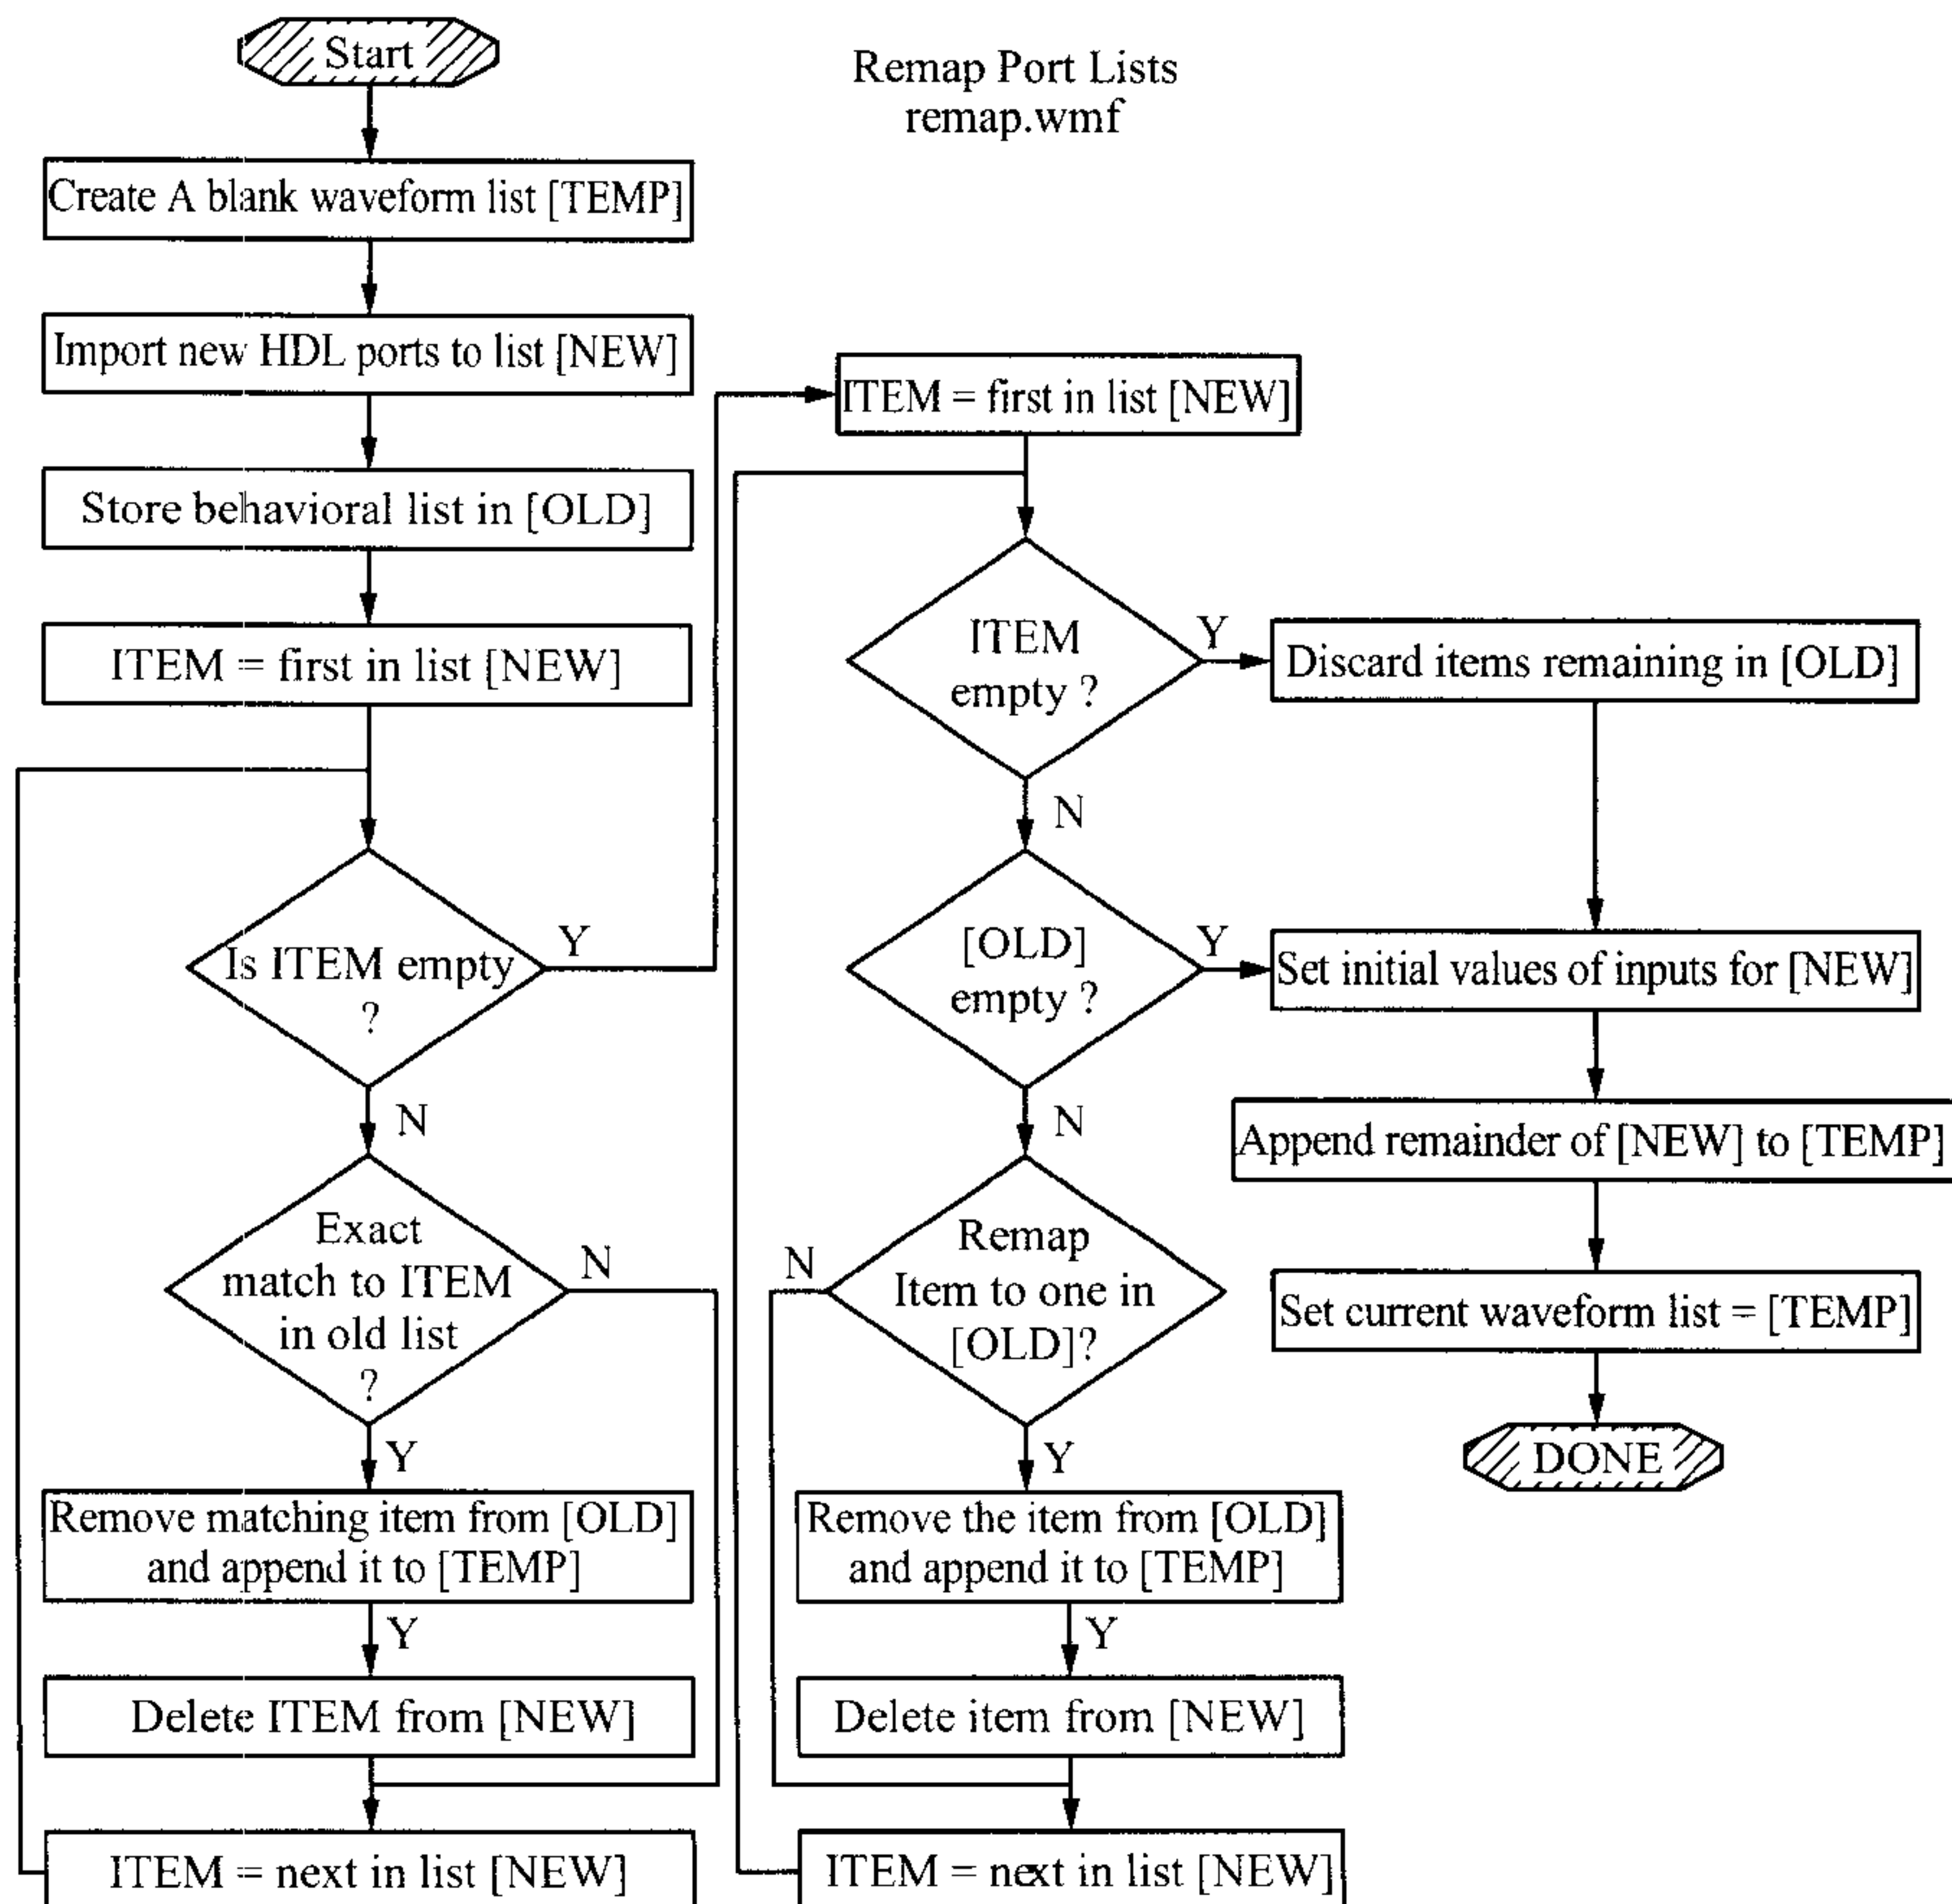 Start
Remap Port Lists
remap.wmf
Create A blank waveform list [TEMP]
Import new HDL ports to list [NEW]
Store behavioral list in [OLD]
ITEM = first in list [NEW]
Is ITEM empty
?
Y
N
Exact
match to ITEM
in old list
?
N
Y
Remove matching item from [OLD]
and append it to [TEMP]
Y
Delete ITEM from [NEW]
ITEM = next in list [NEW]
ITEM = first in list [NEW]
ITEM
empty ?
Y
N
[OLD]
empty ?
Y
N
Remap
Item to one in
[OLD]?
N
Y
Remove the item from [OLD]
and append it to [TEMP]
Y
Delete item from [NEW]
ITEM = next in list [NEW]
Discard items remaining in [OLD]
Set initial values of inputs for [NEW]
Append remainder of [NEW] to [TEMP]
Set current waveform list = [TEMP]
DONE